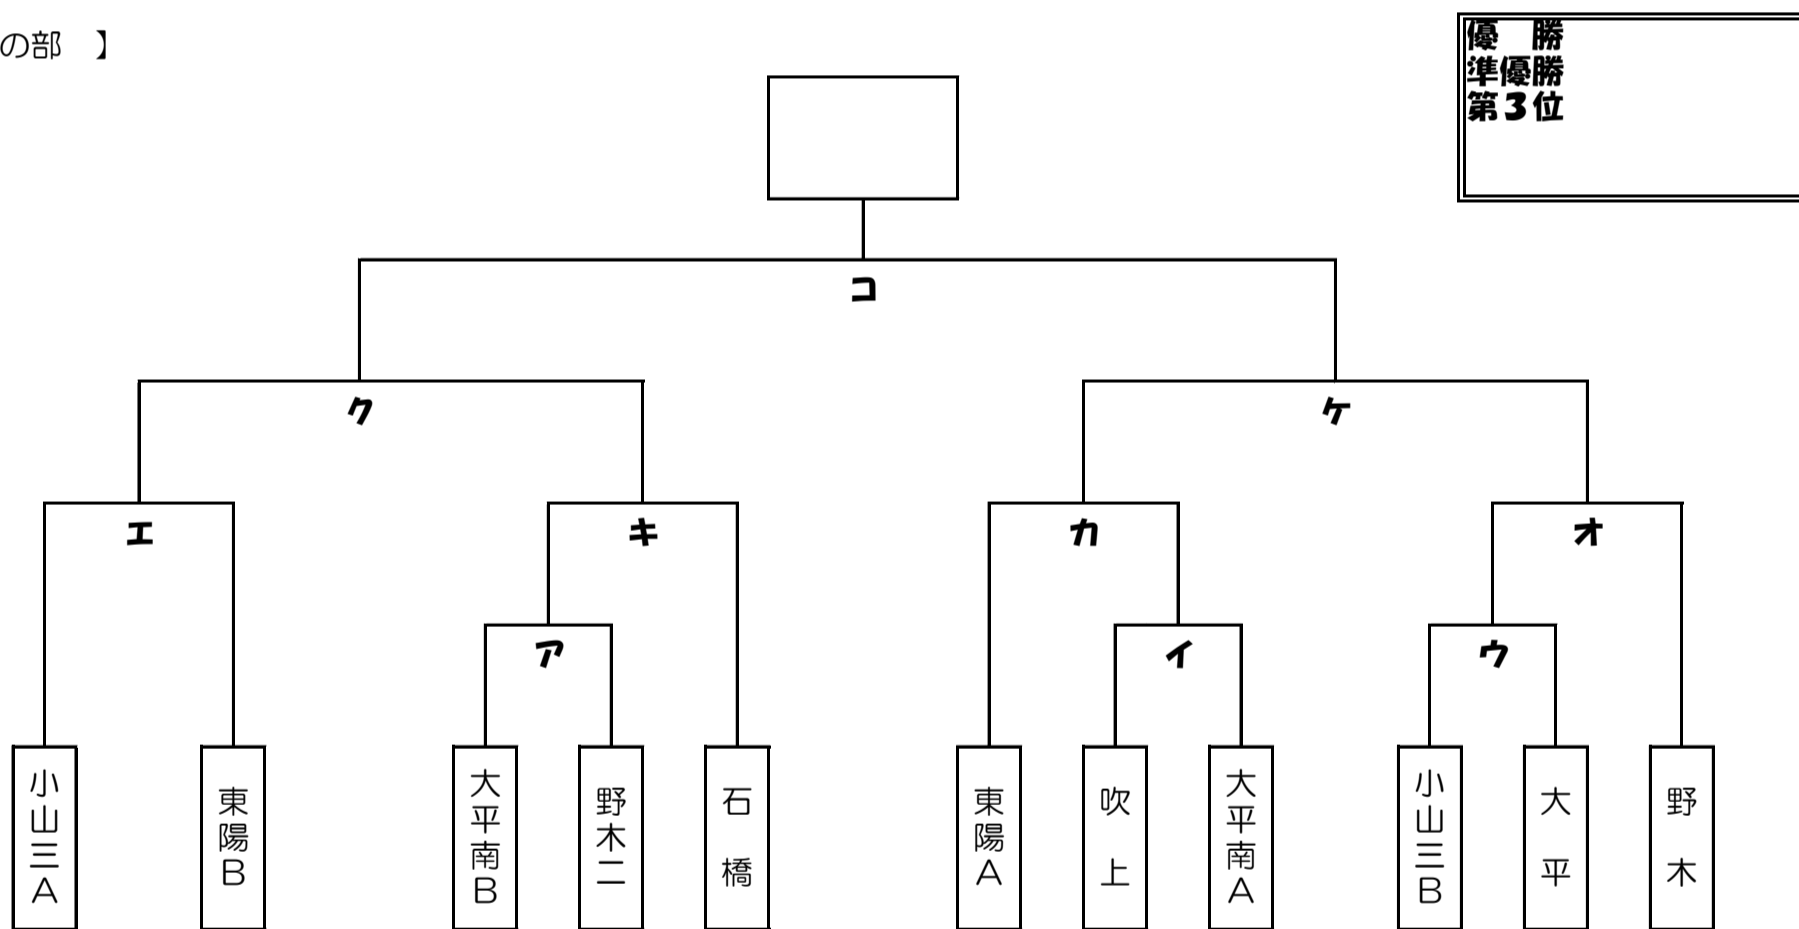 の部　】
優　勝
準優勝
第３位
コ
ク
ケ
エ
キ
カ
オ
ア
イ
ウ
小山三A
東陽B
大平南B
野木二
石橋
東陽A
吹上
大平南A
小山三B
大平
野木